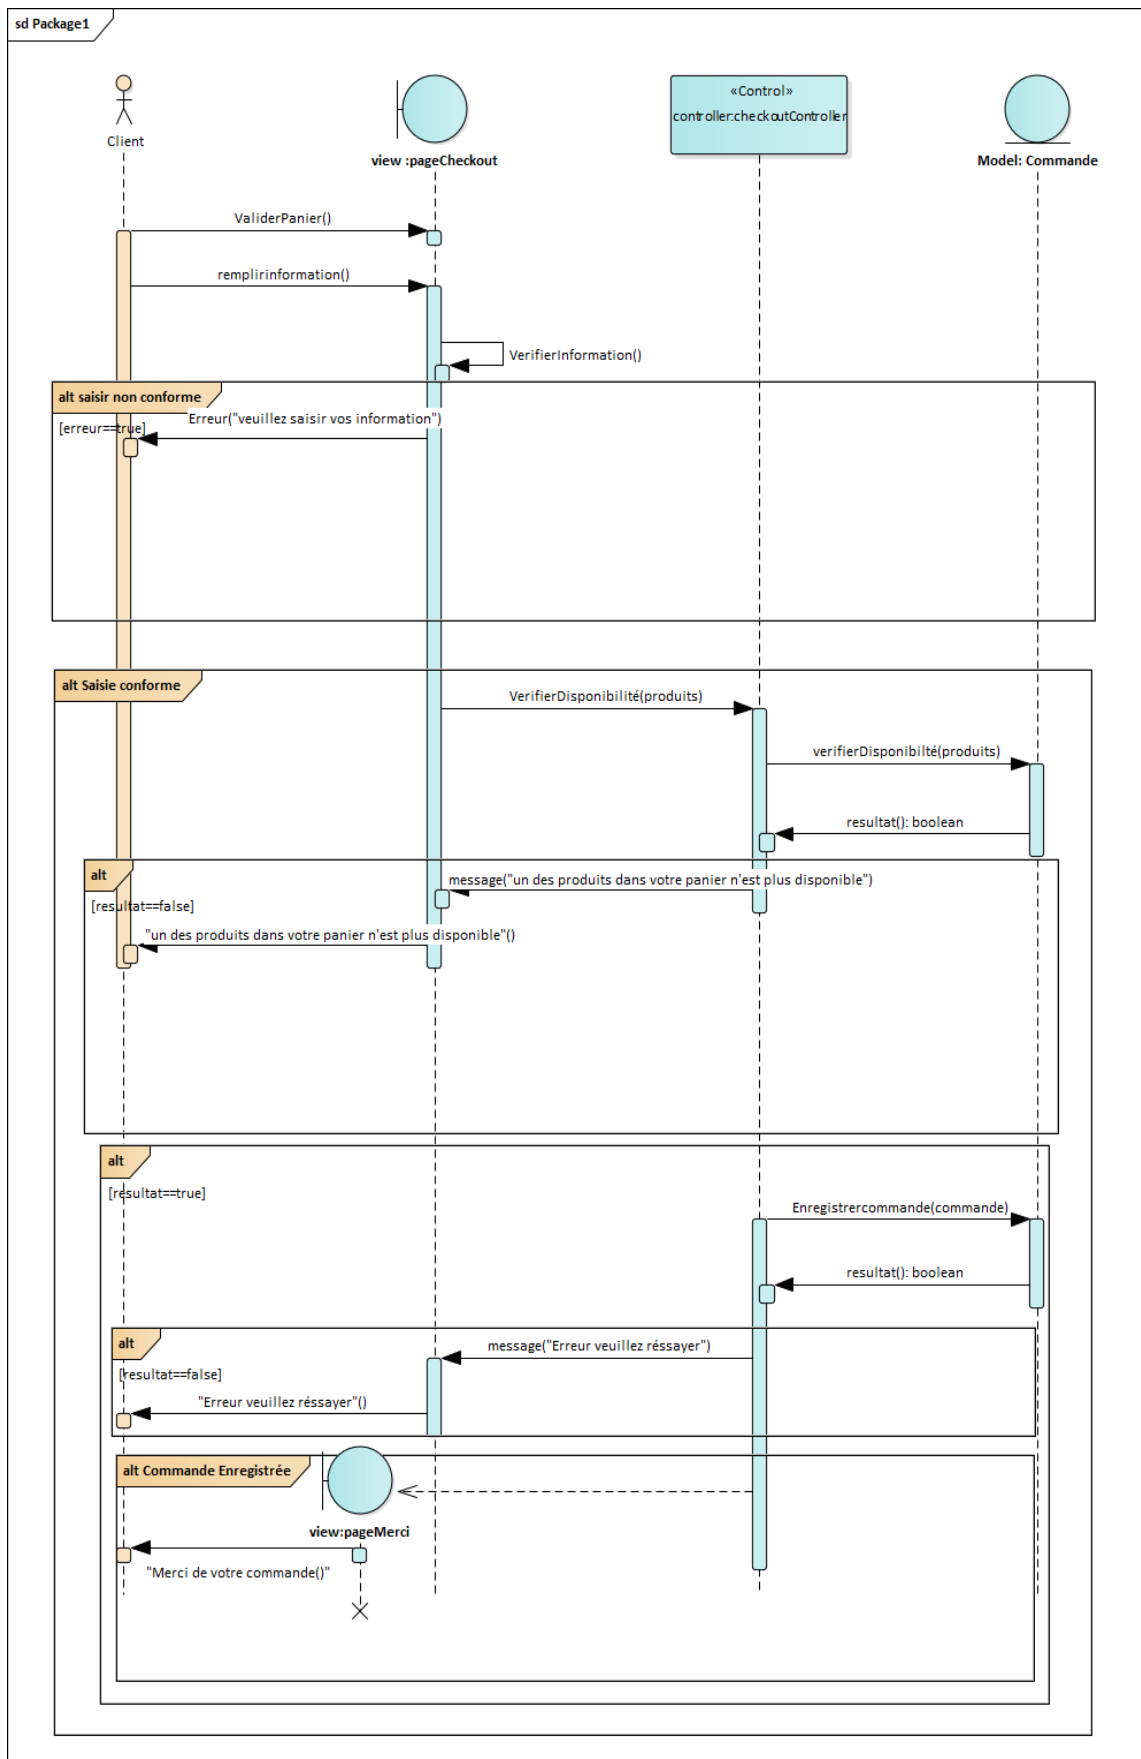 sd Package1
«Control»
controller:checkoutController
Client
view :pageCheckout
Model: Commande
ValiderPanier()
remplirinformation()
VerifierInformation()
alt saisir non conforme
Erreur("veuillez saisir vos information")
[erreur==true]
alt Saisie conforme
VerifierDisponibilité(produits)
verifierDisponibilté(produits)
resultat(): boolean
alt
message("un des produits dans votre panier n'est plus disponible")
[resultat==false]
"un des produits dans votre panier n'est plus disponible"()
alt
[resultat==true]
Enregistrercommande(commande)
resultat(): boolean
alt
message("Erreur veuillez réssayer")
[resultat==false]
"Erreur veuillez réssayer"()
alt Commande Enregistrée
view:pageMerci
"Merci de votre commande()"